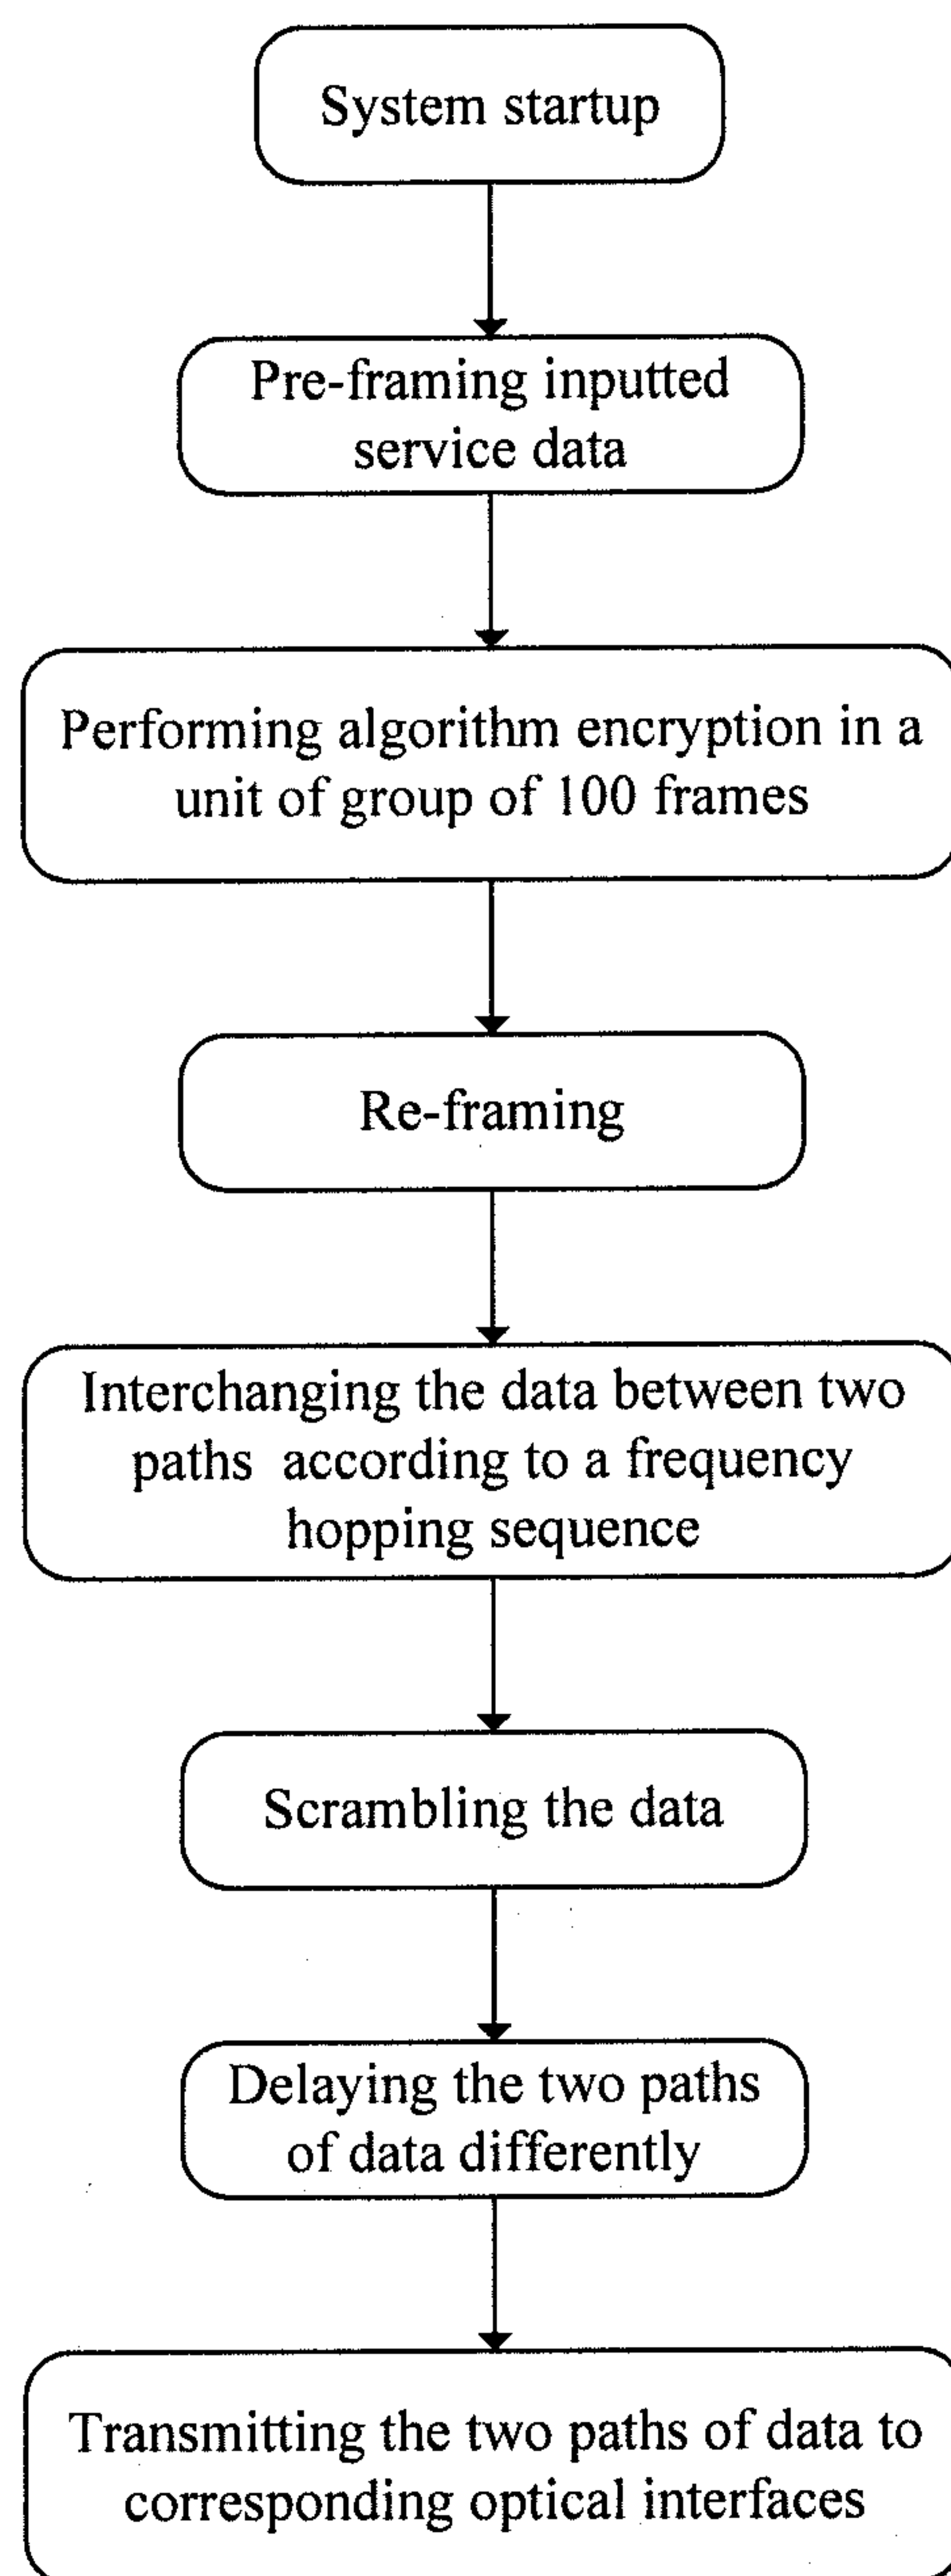 System startup
Pre-framing inputted
service data
Performing algorithm encryption in a
unit of group of 100 frames
Re-framing
Interchanging the data between two
paths according to a frequency
hopping sequence
Scrambling the data
Delaying the two paths
of data differently
Transmitting the two paths of data to
corresponding optical interfaces